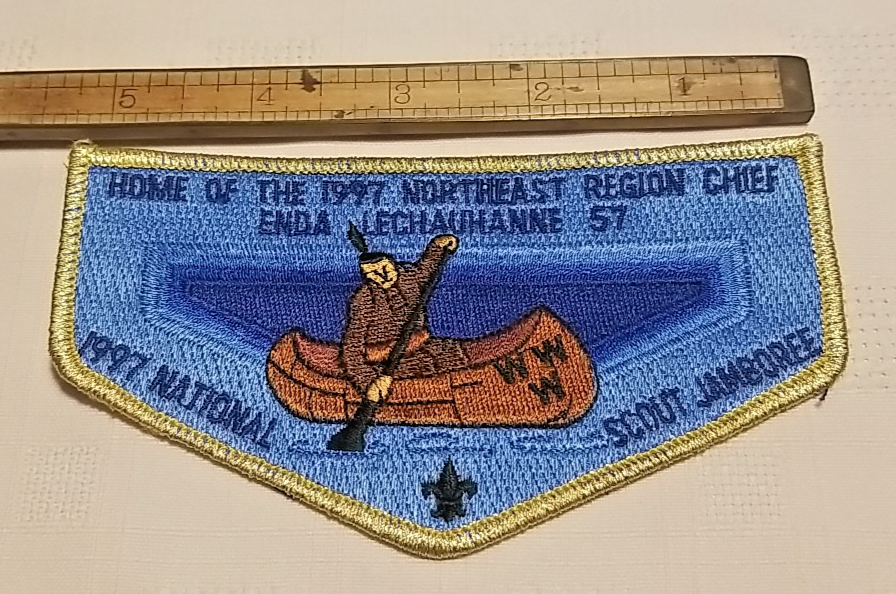 5 4 3 2 1
HOME OF THE 1997 NORTHEAST REGION CHIEF
ENDA LECHAUHANNE 57
W W
W
1997 NATIONAL SCOUT JAMBOREE